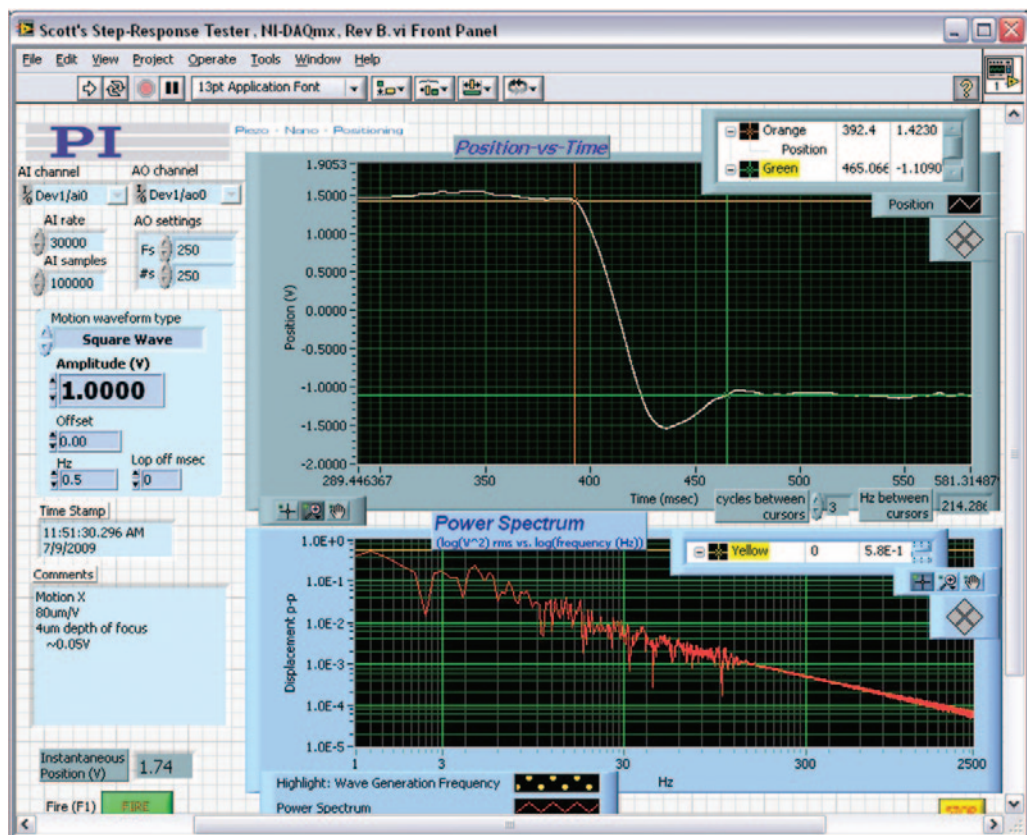 Scott's Step-Response Tester, NI-DAQmx, Rev B.vi Front Panel
File Edit View Project Operate Tools Window Help
13pt Application Font
1
PI
Piezo - Nano - Positioning
AI channel
AO channel
Dev1/ai0
Dev1/ao0
AI rate
AO settings
30000
Fs 250
AI samples
#s 250
100000
Motion waveform type
Square Wave
Amplitude (V)
1.0000
Offset
0.00
Hz
Lop off msec
0.5
0
Time Stamp
11:51:30.296 AM
7/9/2009
Comments
Motion X
80um/V
4um depth of focus
~0.05V
Instantaneous
Position (V)
1.74
Fire (F1)
FIRE
Position-vs-Time
Orange 392.4 1.4230
Position
Green 465.066 -1.1090
Position
1.9053
1.5000
1.0000
0.5000
0.0000
-0.5000
-1.0000
-1.5000
-2.0000
Position (V)
289.446367 350 400 450 500 550 581.314879
Time (msec)
cycles between
cursors
3
Hz between
cursors
214.286
Power Spectrum
(log(V^2) rms vs. log(frequency (Hz))
Yellow 0 5.8E-1
1.0E+0
1.0E-1
1.0E-2
1.0E-3
1.0E-4
1.0E-5
Displacement p-p
1 3 30 300 2500
Hz
Highlight: Wave Generation Frequency
Power Spectrum
STOP